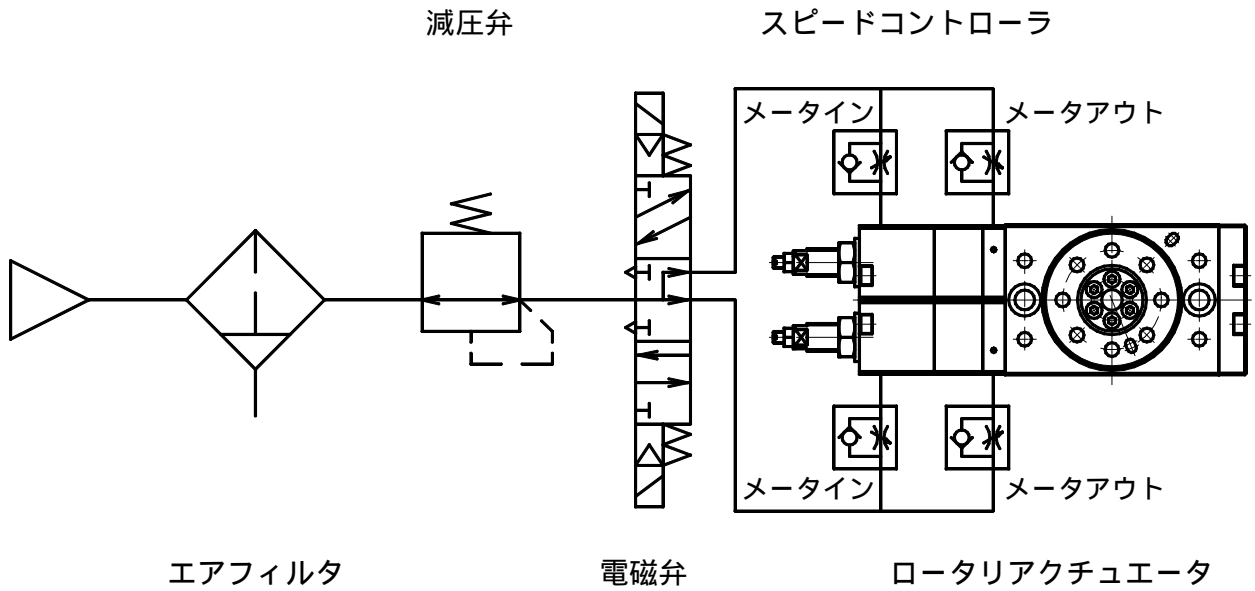 減圧弁
スピードコントローラ
メータイン
メータアウト
メータイン
メータアウト
エアフィルタ
電磁弁
ロータリアクチュエータ